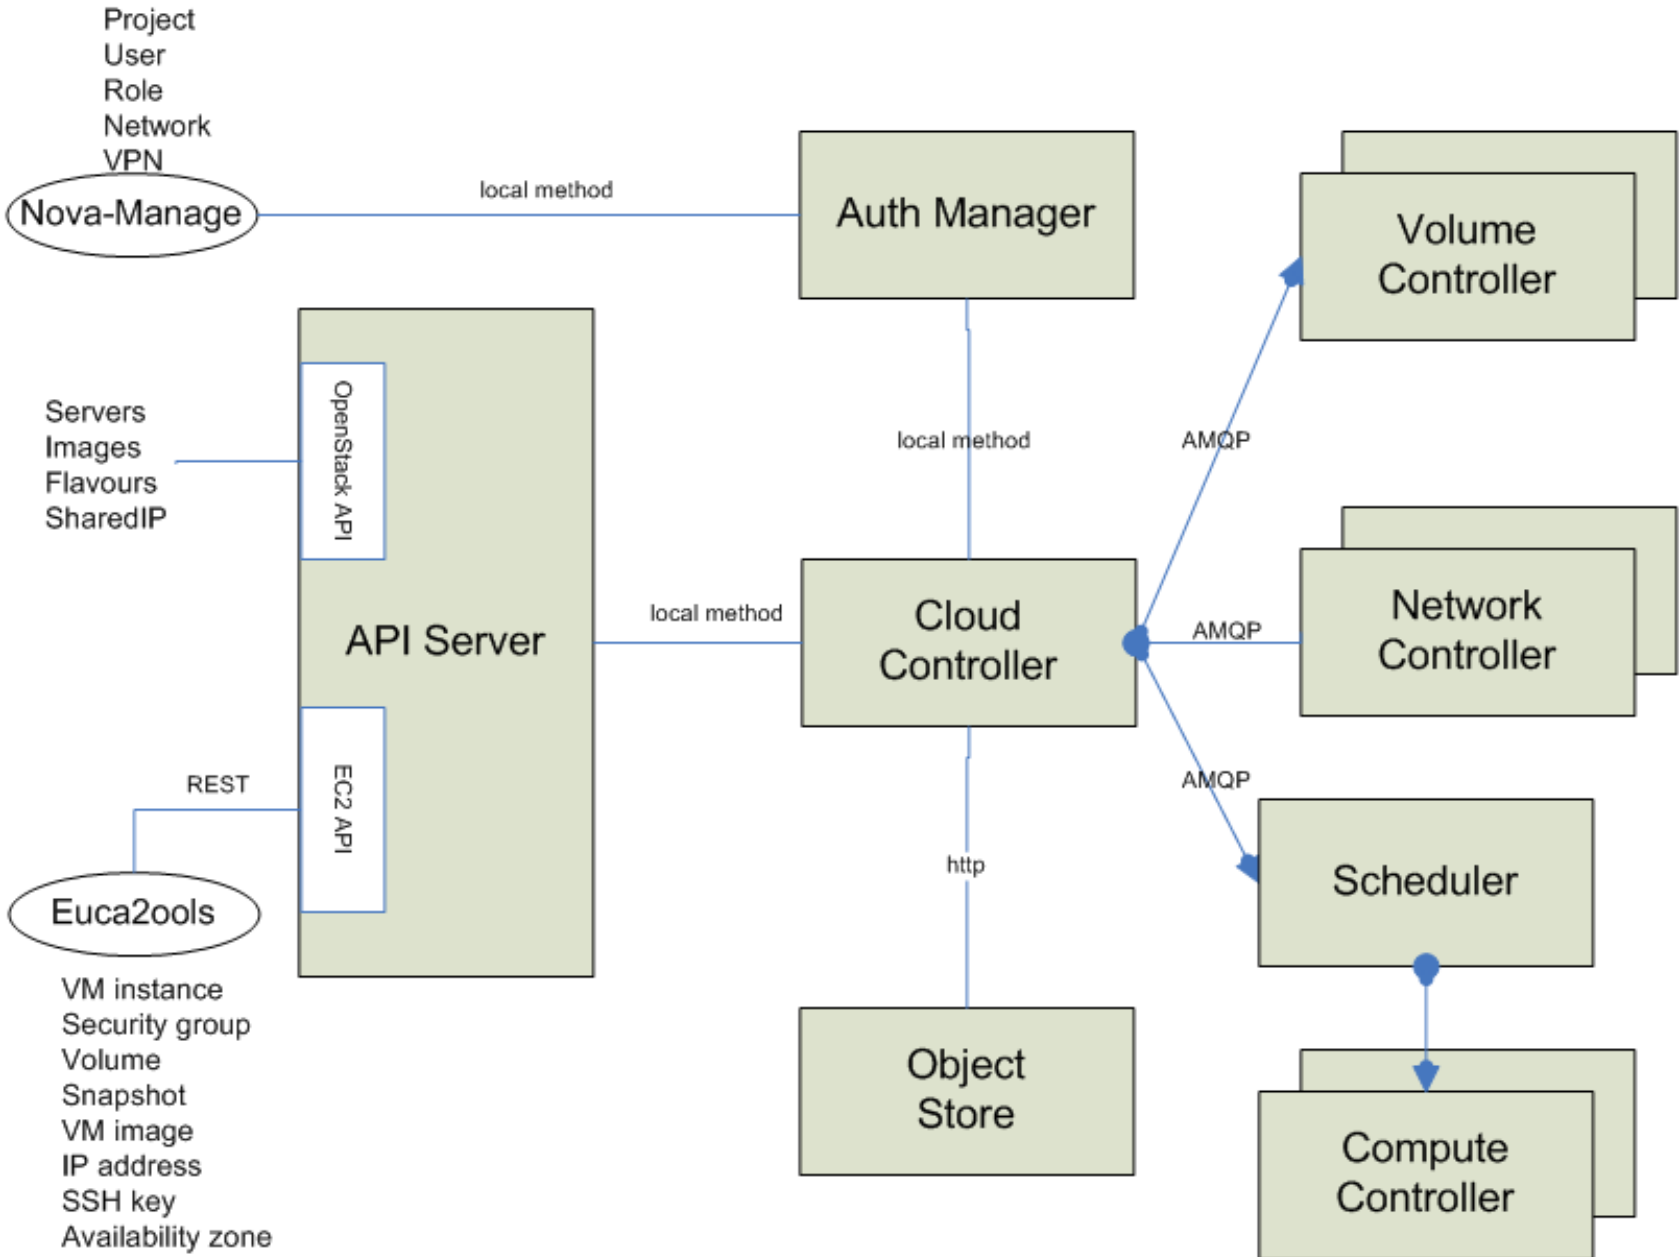 Project
User
Role
Network
VPN
Nova-Manage
local method
Auth Manager
Volume
Controller
Servers
Images
Flavours
SharedIP
OpenStack API
local method
AMQP
API Server
local method
Cloud
Controller
AMQP
Network
Controller
REST
EC2 API
AMQP
http
Scheduler
Euca2ools
VM instance
Security group
Volume
Snapshot
VM image
IP address
SSH key
Availability zone
Object
Store
Compute
Controller